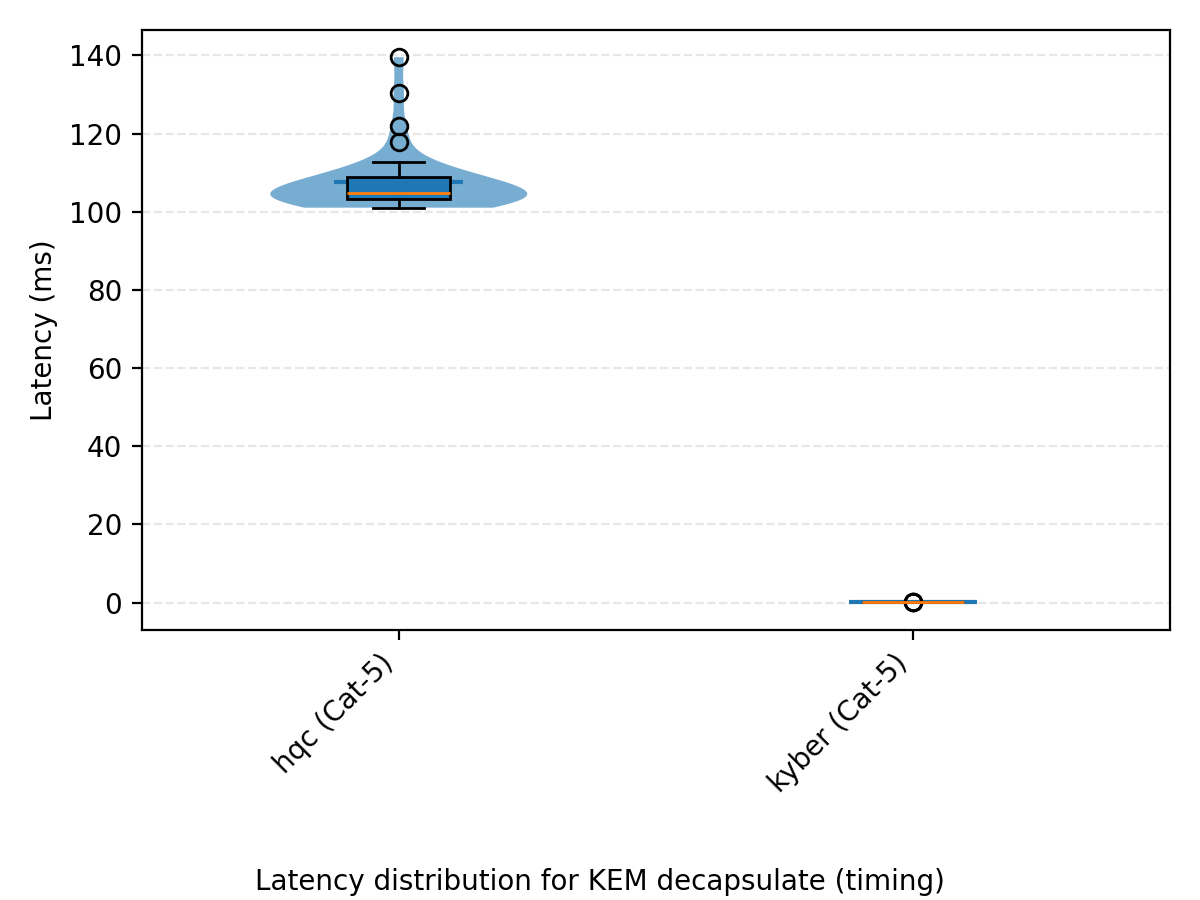 140
120
100
80
60
40
20
0
Latency (ms)
hqc (Cat-5)
kyber (Cat-5)
Latency distribution for KEM decapsulate (timing)